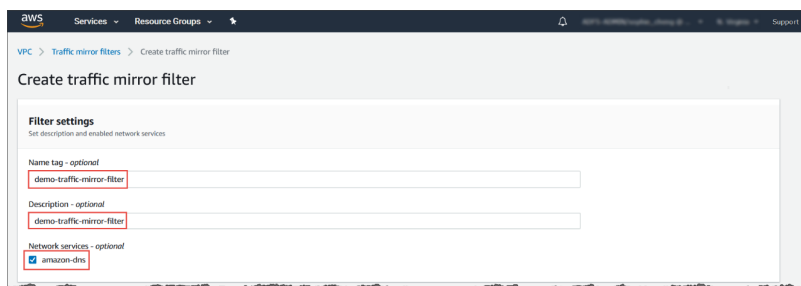 aws Services Resource Groups Support
VPC > Traffic mirror filters > Create traffic mirror filter
Create traffic mirror filter
Filter settings
Set description and enabled network services
Name tag - optional
demo-traffic-mirror-filter
Description - optional
demo-traffic-mirror-filter
Network services - optional
amazon-dns